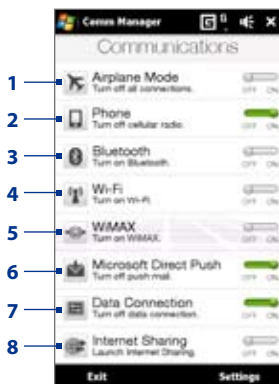 Comm Manager
Communications
1 Airplane Mode
Turn off all connections.
OFF ON
2 Phone
Turn off cellular radio.
OFF ON
3 Bluetooth
Turn on Bluetooth.
OFF ON
4 Wi-Fi
Turn on Wi-Fi.
OFF ON
5 WiMAX
Turn on WiMAX.
OFF ON
6 Microsoft Direct Push
Turn off push mail.
OFF ON
7 Data Connection
Turn off data connection.
OFF ON
8 Internet Sharing
Launch Internet Sharing.
OFF ON
Exit Settings